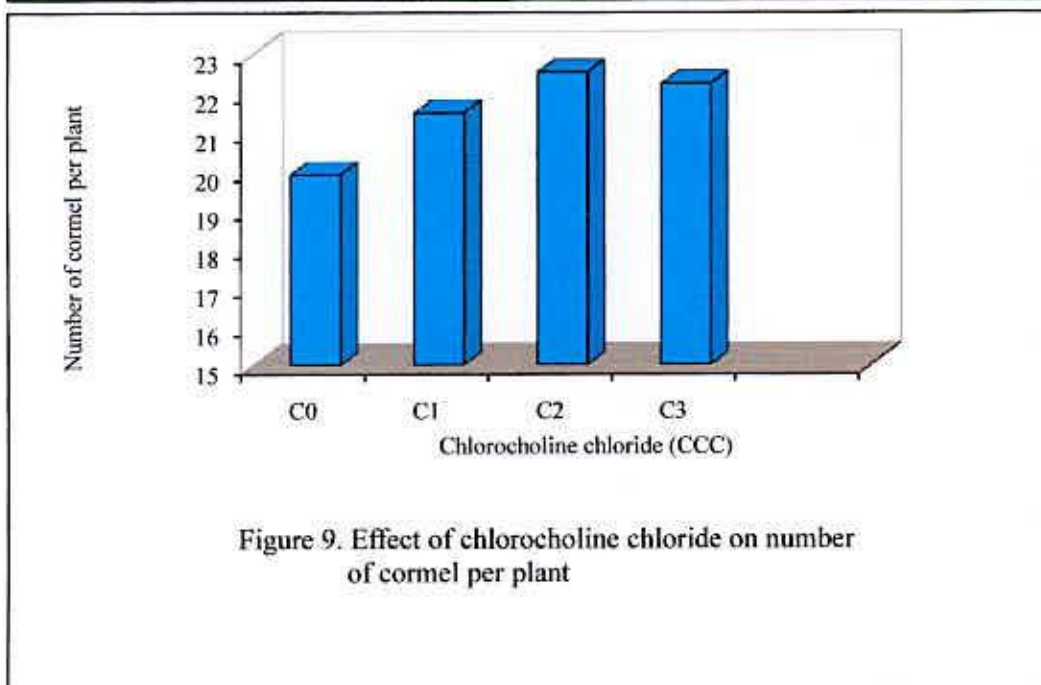 Number of cormel per plant
23
22
21
20
19
18
17
16
15
C0 C1 C2 C3
Chlorocholine chloride (CCC)
Figure 9. Effect of chlorocholine chloride on number
of cormel per plant